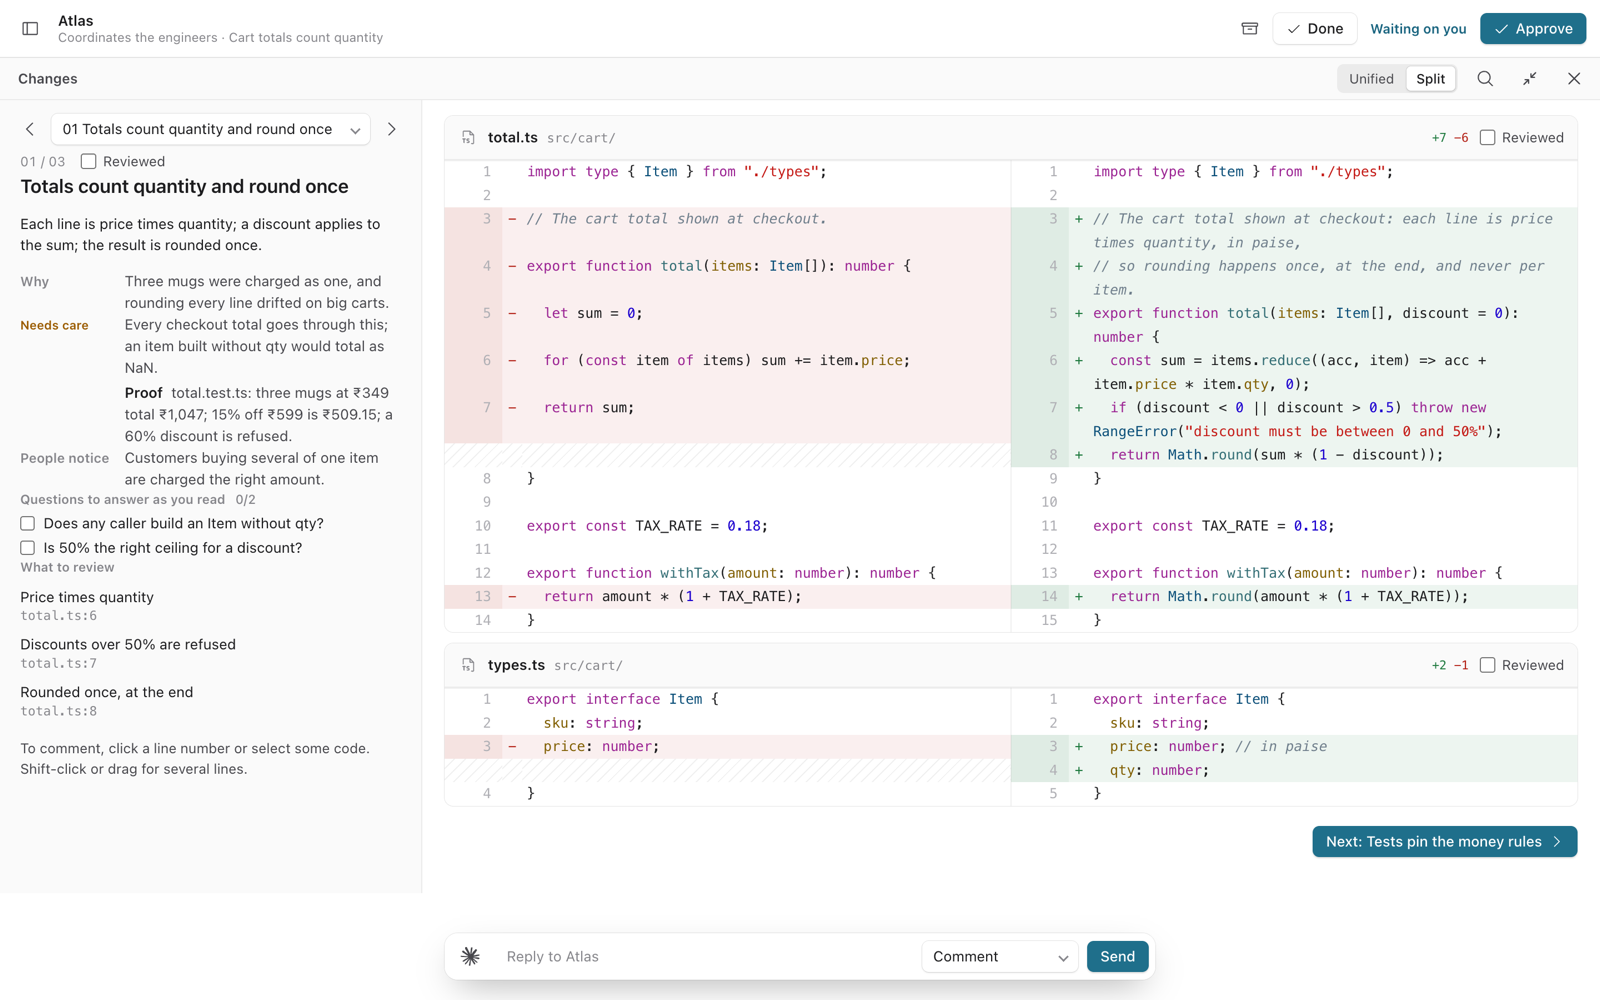 Atlas
Coordinates the engineers · Cart totals count quantity
Done
Waiting on you
Approve
Changes
Unified
Split
01 Totals count quantity and round once
01 / 03
Reviewed
Totals count quantity and round once
Each line is price times quantity; a discount applies to
the sum; the result is rounded once.
Why
Three mugs were charged as one, and
rounding every line drifted on big carts.
Needs care
Every checkout total goes through this;
an item built without qty would total as
NaN.
Proof total.test.ts: three mugs at ₹349
total ₹1,047; 15% off ₹599 is ₹509.15; a
60% discount is refused.
People notice
Customers buying several of one item
are charged the right amount.
Questions to answer as you read 0/2
Does any caller build an Item without qty?
Is 50% the right ceiling for a discount?
What to review
Price times quantity
total.ts:6
Discounts over 50% are refused
total.ts:7
Rounded once, at the end
total.ts:8
To comment, click a line number or select some code.
Shift-click or drag for several lines.
TS total.ts src/cart/
+7 −6
Reviewed
1 import type { Item } from "./types";
2
3 − // The cart total shown at checkout.
4 − export function total(items: Item[]): number {
5 − let sum = 0;
6 − for (const item of items) sum += item.price;
7 − return sum;
8 }
9
10 export const TAX_RATE = 0.18;
11
12 export function withTax(amount: number): number {
13 − return amount * (1 + TAX_RATE);
14 }
1 import type { Item } from "./types";
2
3 + // The cart total shown at checkout: each line is price
times quantity, in paise,
4 + // so rounding happens once, at the end, and never per
item.
5 + export function total(items: Item[], discount = 0):
number {
6 + const sum = items.reduce((acc, item) => acc +
item.price * item.qty, 0);
7 + if (discount < 0 || discount > 0.5) throw new
RangeError("discount must be between 0 and 50%");
8 + return Math.round(sum * (1 − discount));
9 }
10
11 export const TAX_RATE = 0.18;
12
13 export function withTax(amount: number): number {
14 + return Math.round(amount * (1 + TAX_RATE));
15 }
TS types.ts src/cart/
+2 −1
Reviewed
1 export interface Item {
2 sku: string;
3 − price: number;
4 }
1 export interface Item {
2 sku: string;
3 + price: number; // in paise
4 + qty: number;
5 }
Next: Tests pin the money rules
Reply to Atlas
Comment
Send